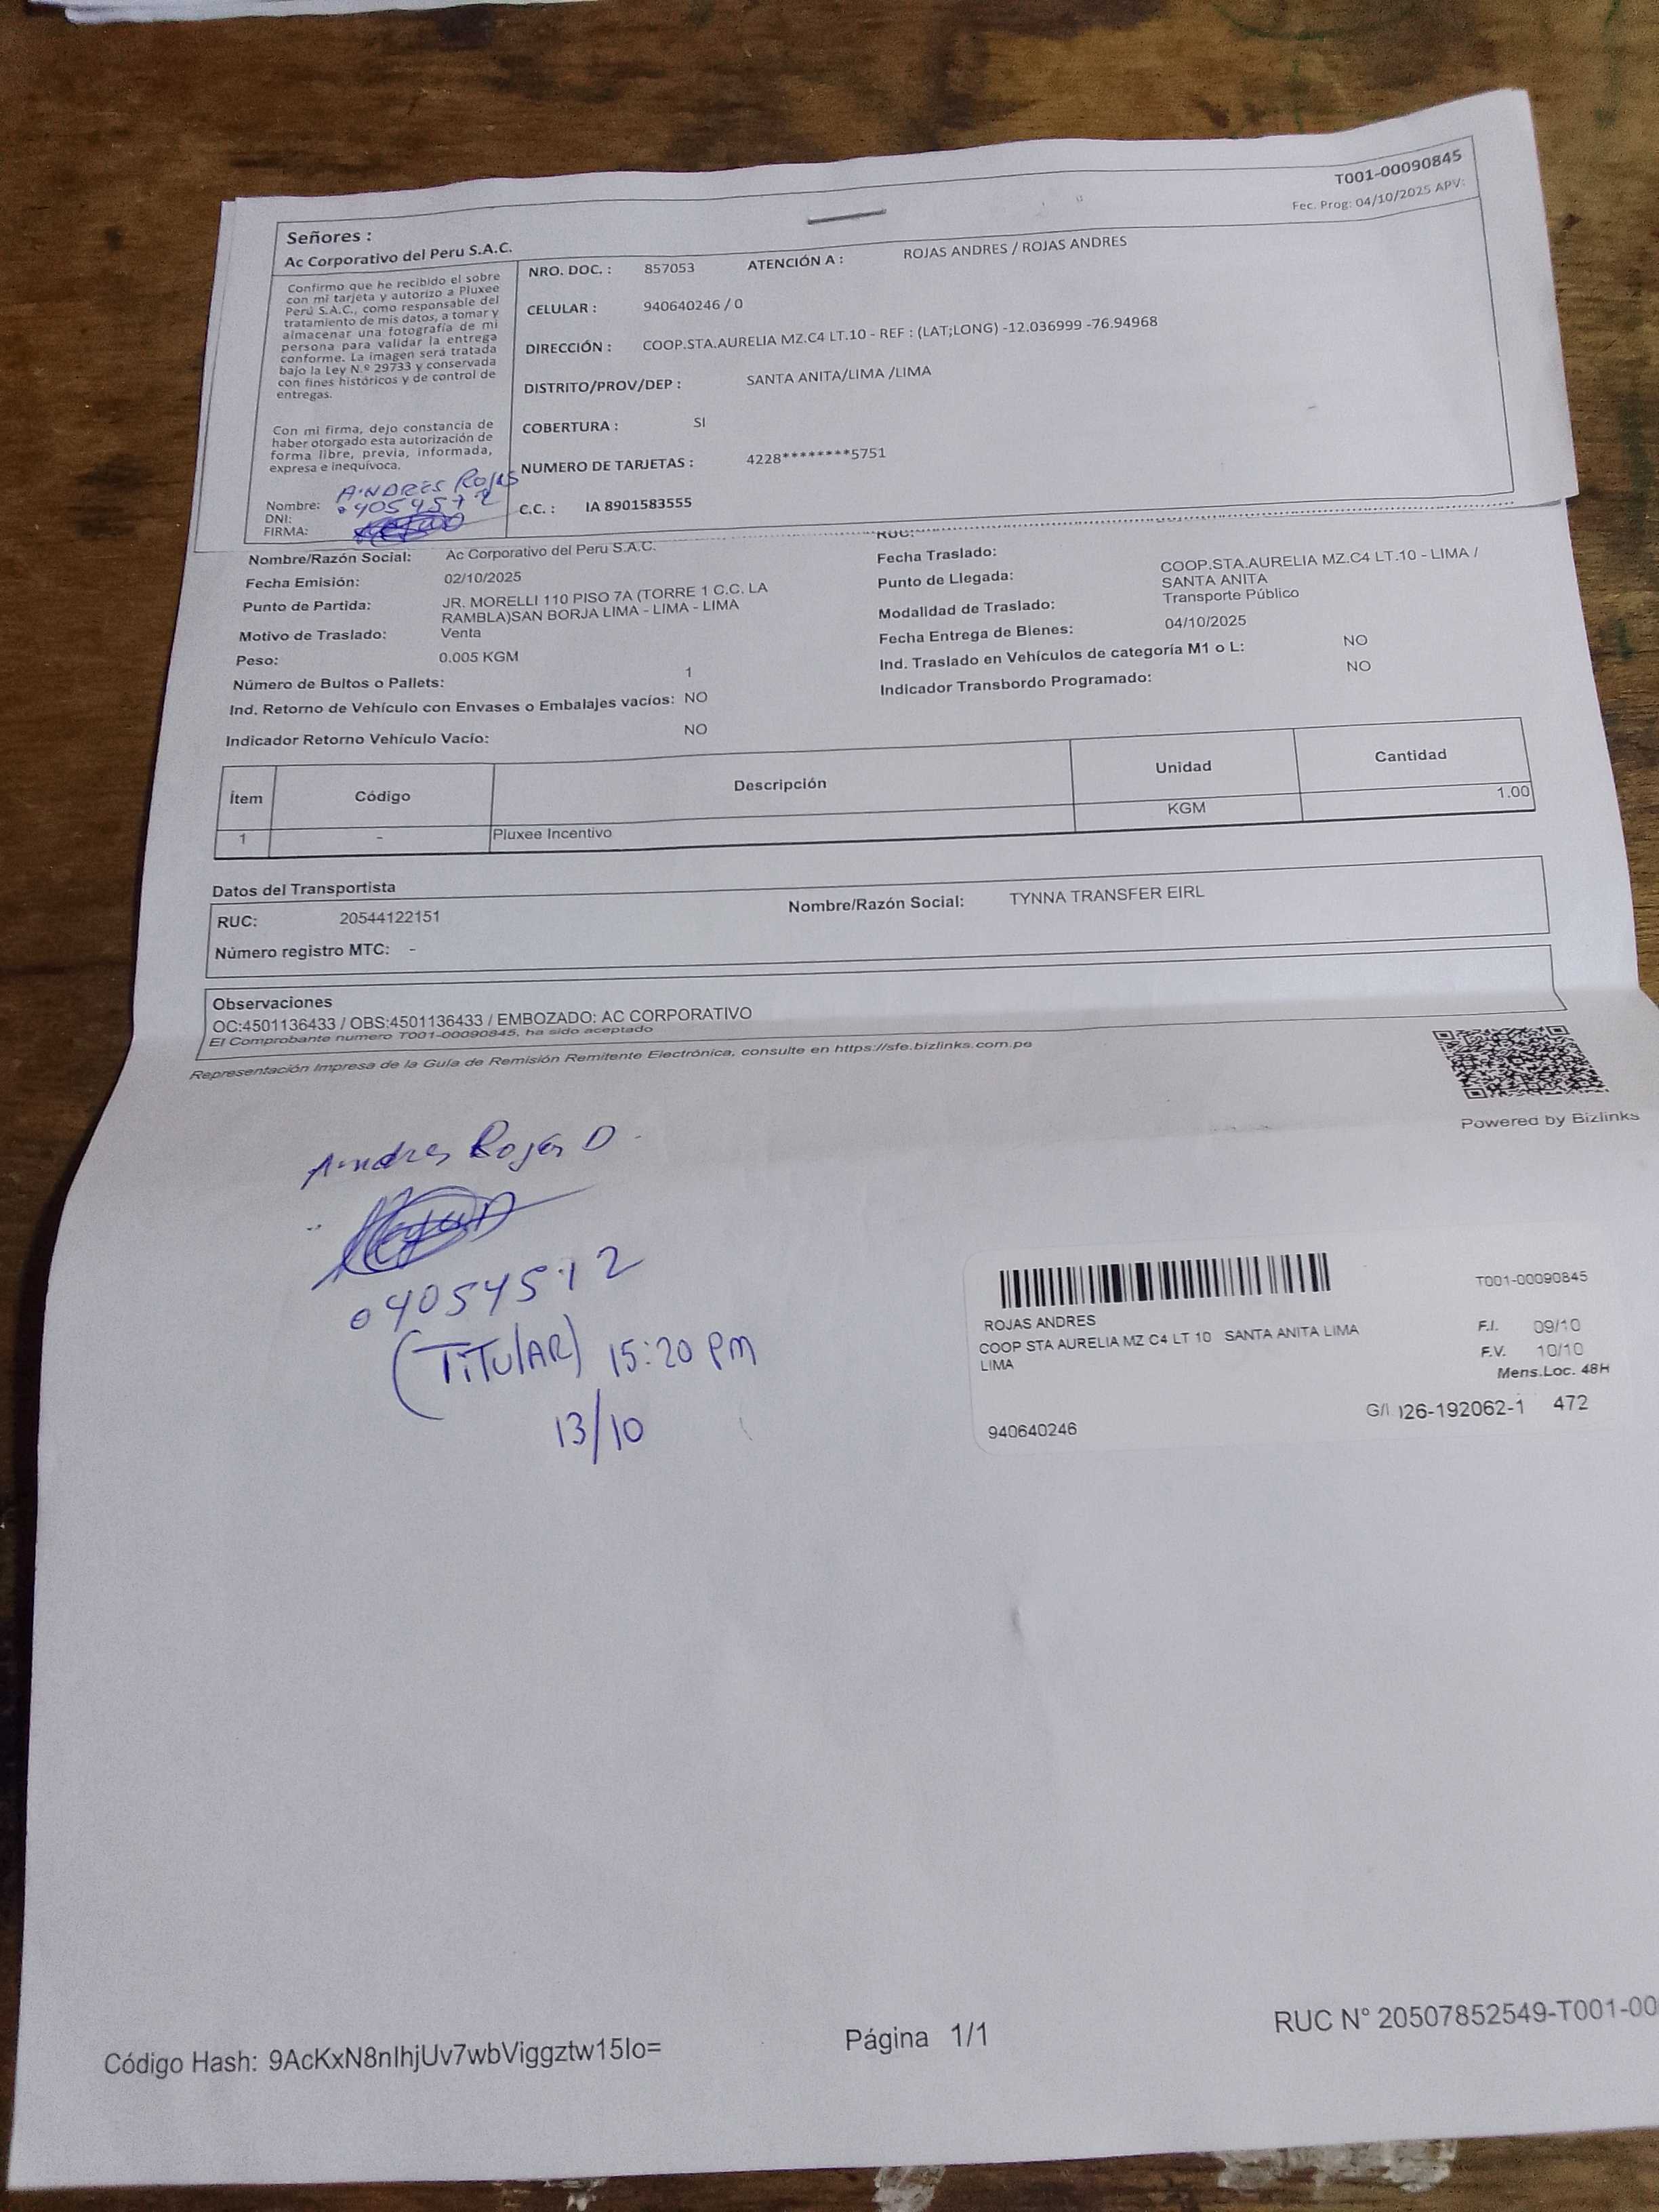 T001-00090845
Fec. Prog: 04/10/2025 APV:
Señores :
Ac Corporativo del Peru S.A.C.
Confirmo que he recibido el sobre
con mi tarjeta y autorizo a Pluxee
Perú S.A.C., como responsable del
tratamiento de mis datos, a tomar y
almacenar una fotografía de mi
persona para validar la entrega
conforme. La imagen será tratada
bajo la Ley N.º 29733 y conservada
con fines históricos y de control de
entregas.
Con mi firma, dejo constancia de
haber otorgado esta autorización de
forma libre, previa, informada,
expresa e inequívoca.
Nombre: ANDRES Rojas
DNI: 04054512
FIRMA:
NRO. DOC. : 857053 ATENCIÓN A : ROJAS ANDRES / ROJAS ANDRES
CELULAR : 940640246 / 0
DIRECCIÓN : COOP.STA.AURELIA MZ.C4 LT.10 - REF : (LAT;LONG) -12.036999 -76.94968
DISTRITO/PROV/DEP : SANTA ANITA/LIMA /LIMA
COBERTURA : SI
NUMERO DE TARJETAS : 4228********5751
C.C. : IA 8901583555
RUC:
Nombre/Razón Social: Ac Corporativo del Peru S.A.C.
Fecha Emisión: 02/10/2025
Punto de Partida: JR. MORELLI 110 PISO 7A (TORRE 1 C.C. LA
RAMBLA)SAN BORJA LIMA - LIMA - LIMA
Motivo de Traslado: Venta
Peso: 0.005 KGM
Número de Bultos o Pallets: 1
Ind. Retorno de Vehículo con Envases o Embalajes vacíos: NO
Indicador Retorno Vehículo Vacío: NO
Fecha Traslado:
Punto de Llegada: COOP.STA.AURELIA MZ.C4 LT.10 - LIMA /
SANTA ANITA
Modalidad de Traslado: Transporte Público
Fecha Entrega de Bienes: 04/10/2025
Ind. Traslado en Vehículos de categoría M1 o L: NO
Indicador Transbordo Programado: NO
Ítem Código Descripción Unidad Cantidad
1 - Pluxee Incentivo KGM 1.00
Datos del Transportista
RUC: 20544122151 Nombre/Razón Social: TYNNA TRANSFER EIRL
Número registro MTC: -
Observaciones
OC:4501136433 / OBS:4501136433 / EMBOZADO: AC CORPORATIVO
El Comprobante numero T001-00090845, ha sido aceptado
Representación Impresa de la Guía de Remisión Remitente Electrónica, consulte en https://sfe.bizlinks.com.pe
Powered by Bizlinks
Andres Rojas D.
04054512
(TiTulAR) 15:20 pm
13/10
T001-00090845
ROJAS ANDRES
COOP STA AURELIA MZ C4 LT 10 SANTA ANITA LIMA
LIMA
F.I. 09/10
F.V. 10/10
Mens.Loc. 48H
G/I 026-192062-1 472
940640246
Código Hash: 9AcKxN8nIhjUv7wbViggztw15Io= Página 1/1 RUC N° 20507852549-T001-00